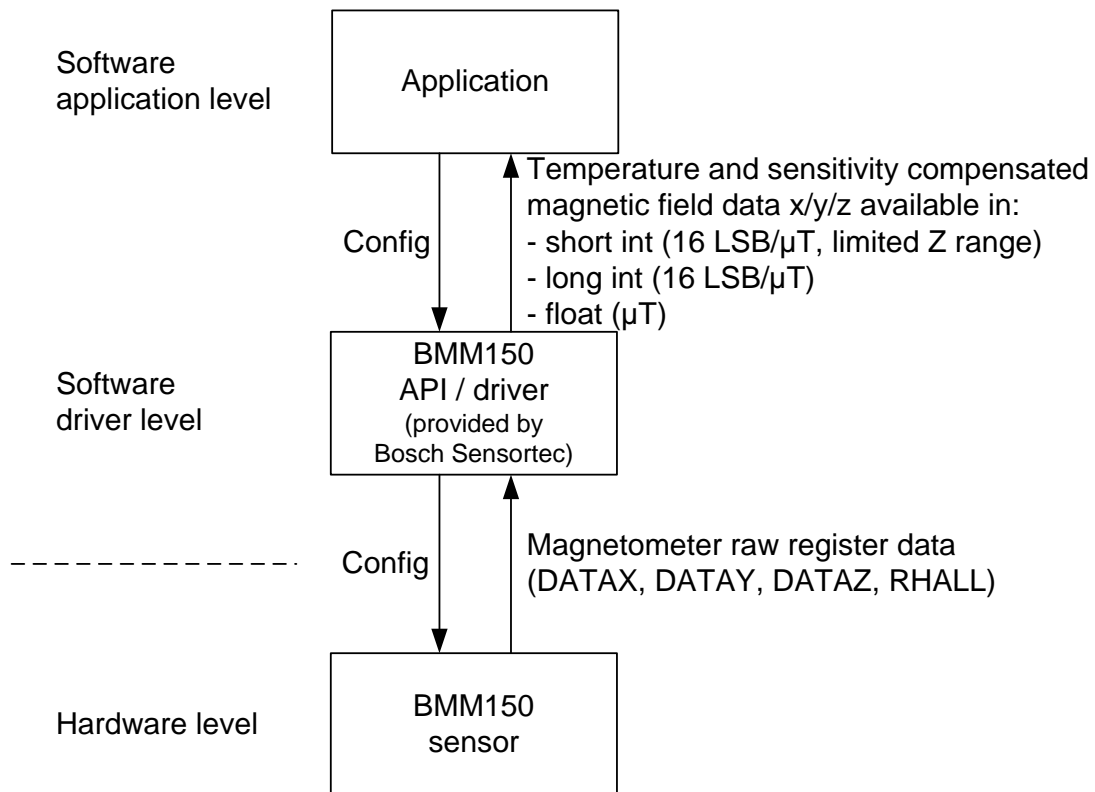 Software
application level
Application
Temperature and sensitivity compensated
magnetic field data x/y/z available in:
- short int (16 LSB/µT, limited Z range)
- long int (16 LSB/µT)
- float (µT)
Config
Software
driver level
BMM150
API / driver
(provided by
Bosch Sensortec)
Config
Magnetometer raw register data
(DATAX, DATAY, DATAZ, RHALL)
Hardware level
BMM150
sensor